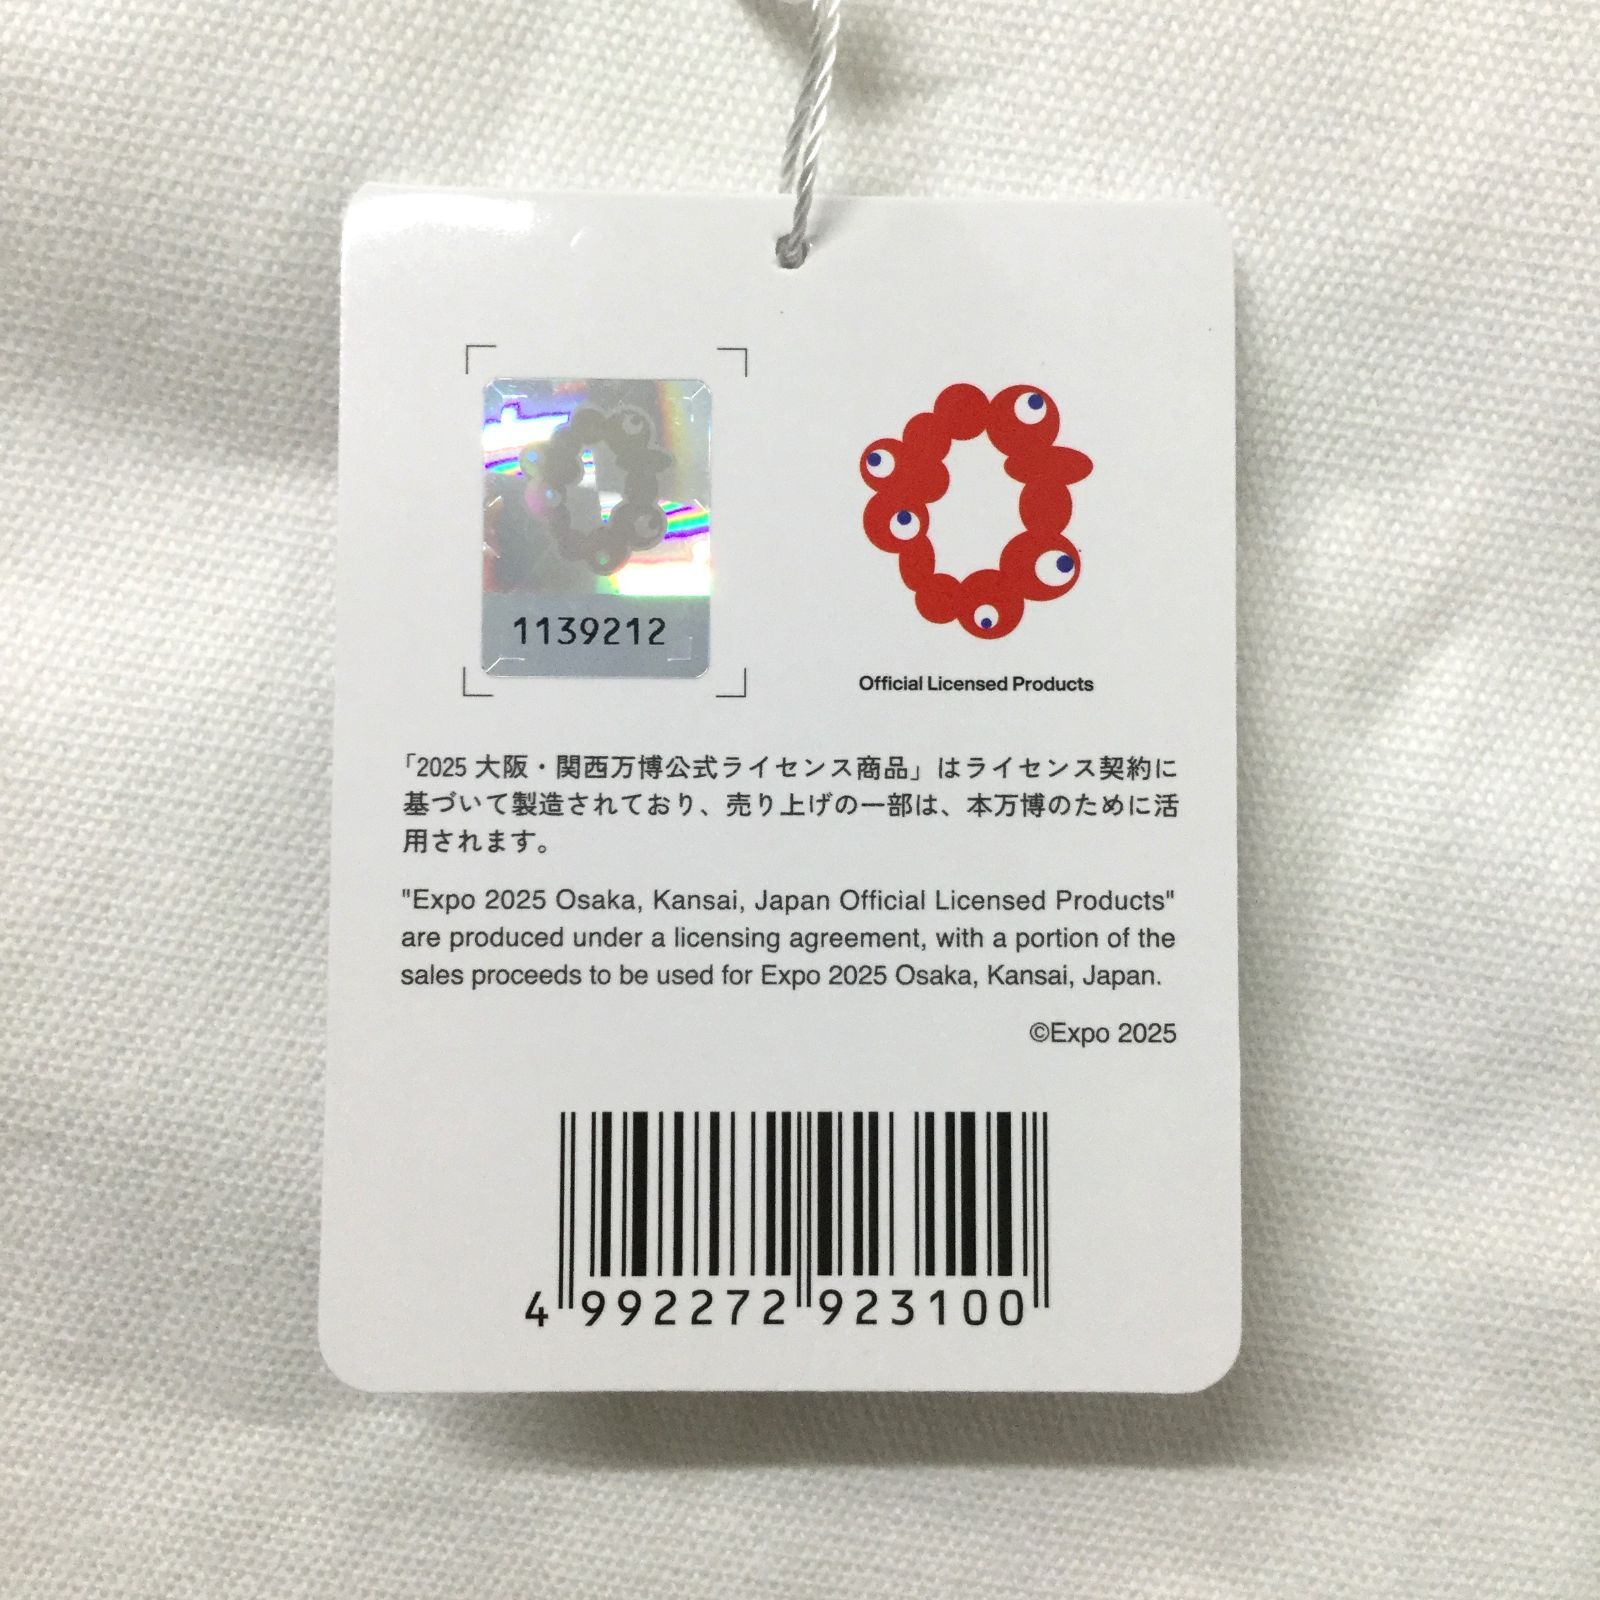 1139212
Official Licensed Products
「2025 大阪・関西万博公式ライセンス商品」はライセンス契約に
基づいて製造されており、売り上げの一部は、本万博のために活
用されます。
"Expo 2025 Osaka, Kansai, Japan Official Licensed Products"
are produced under a licensing agreement, with a portion of the
sales proceeds to be used for Expo 2025 Osaka, Kansai, Japan.
©Expo 2025
4 992272 923100